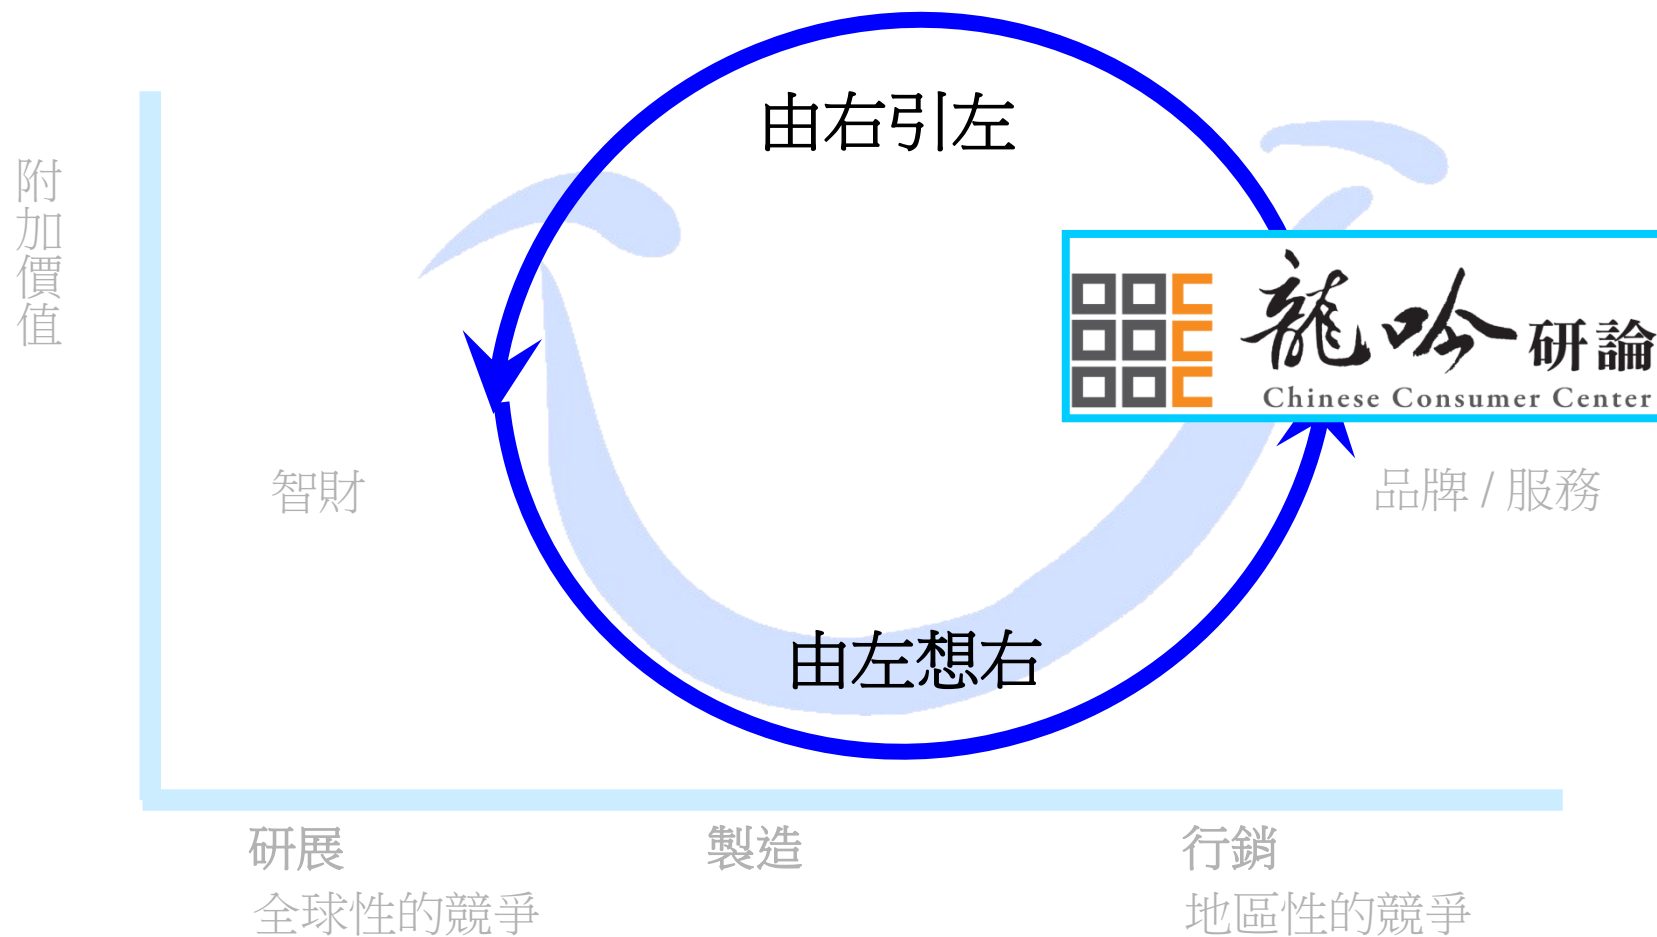 由右引左
附加價值
龍吟研論
Chinese Consumer Center
智財
品牌 / 服務
由左想右
研展
製造
行銷
全球性的競爭
地區性的競爭